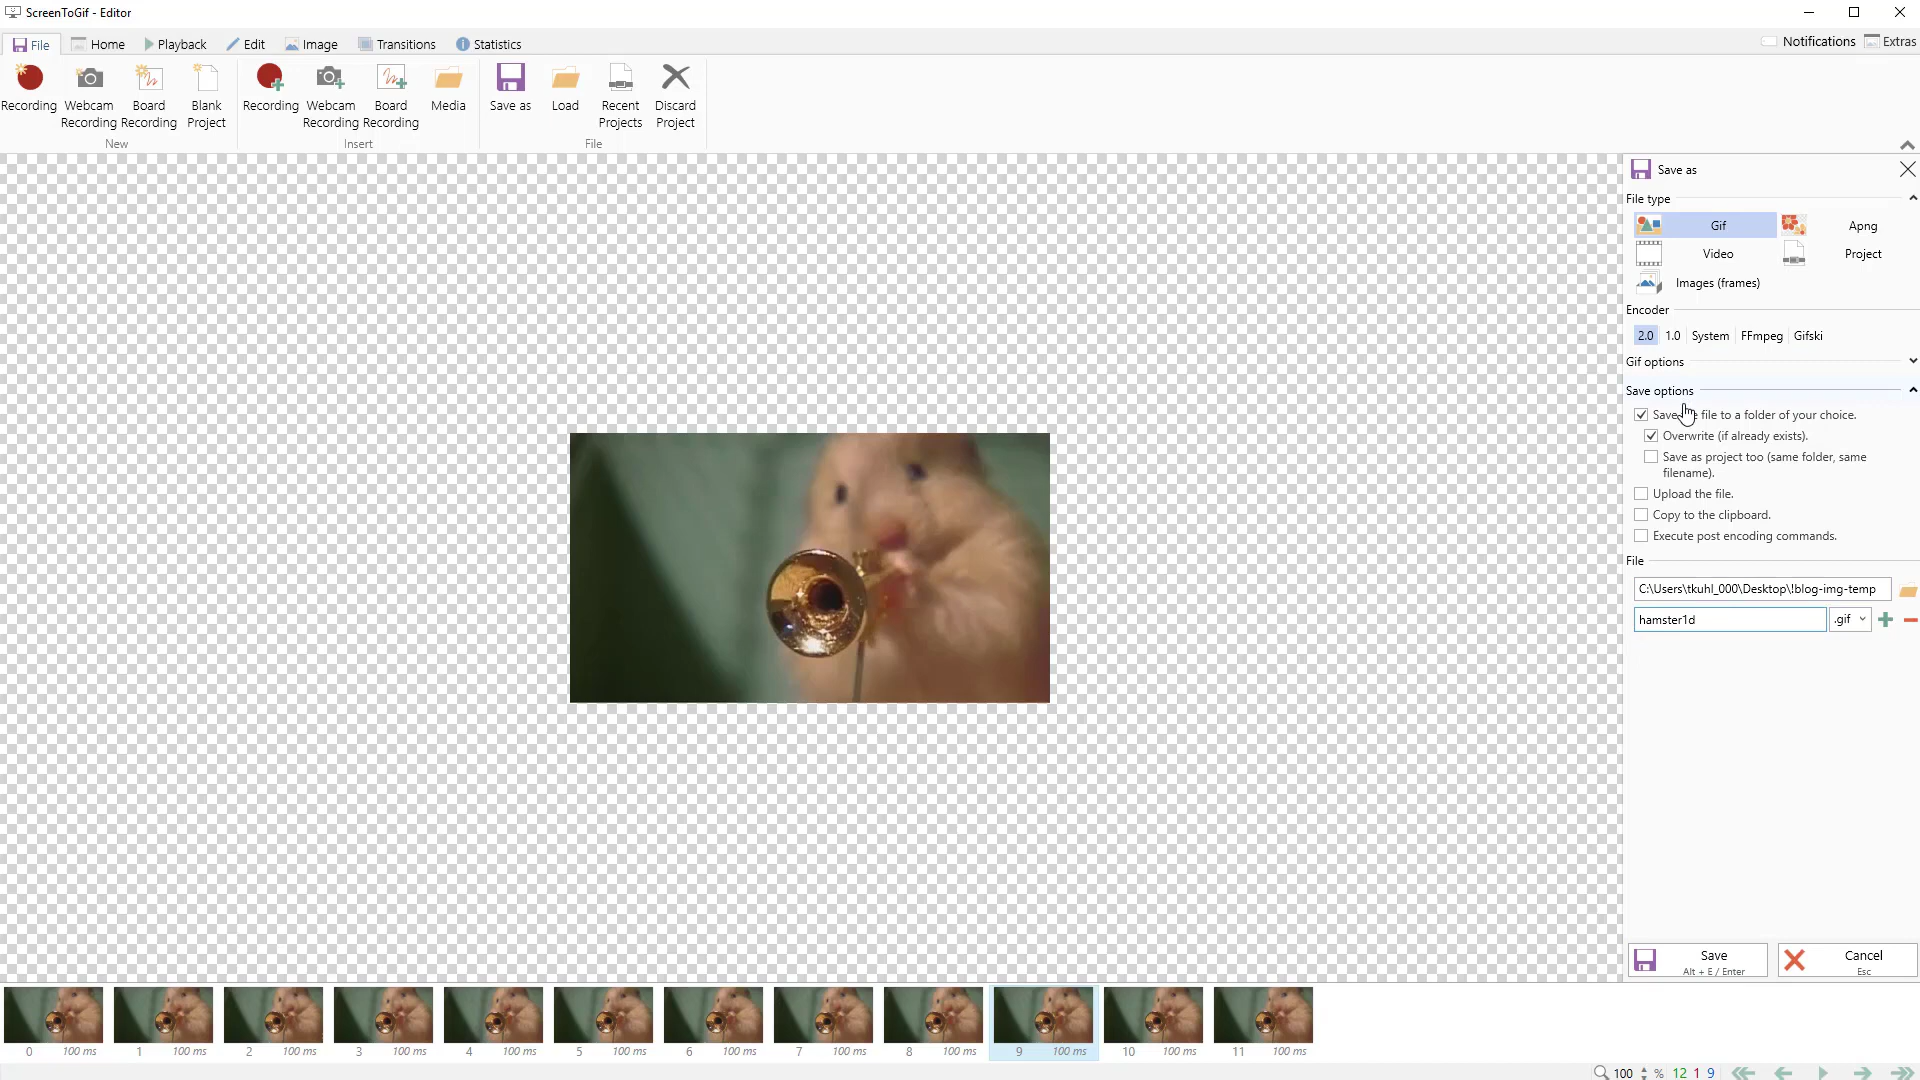 ScreenToGif - Editor
File Home Playback Edit Image Transitions Statistics Notifications Extras
Recording Webcam Recording Board Recording Blank Project
New
Recording Webcam Recording Board Recording Media
Insert
Save as Load Recent Projects Discard Project
File
Save as
File type
Gif Apng
Video Project
Images (frames)
Encoder
2.0 1.0 System FFmpeg Gifski
Gif options
Save options
Save file to a folder of your choice.
Overwrite (if already exists).
Save as project too (same folder, same
filename).
Upload the file.
Copy to the clipboard.
Execute post encoding commands.
File
C:\Users\tkuhl_000\Desktop\!blog-img-temp
hamster1d .gif
Save Cancel
Alt + E / Enter Esc
0 100 ms 1 100 ms 2 100 ms 3 100 ms 4 100 ms 5 100 ms 6 100 ms 7 100 ms 8 100 ms 9 100 ms 10 100 ms 11 100 ms
100 % 12 1 9